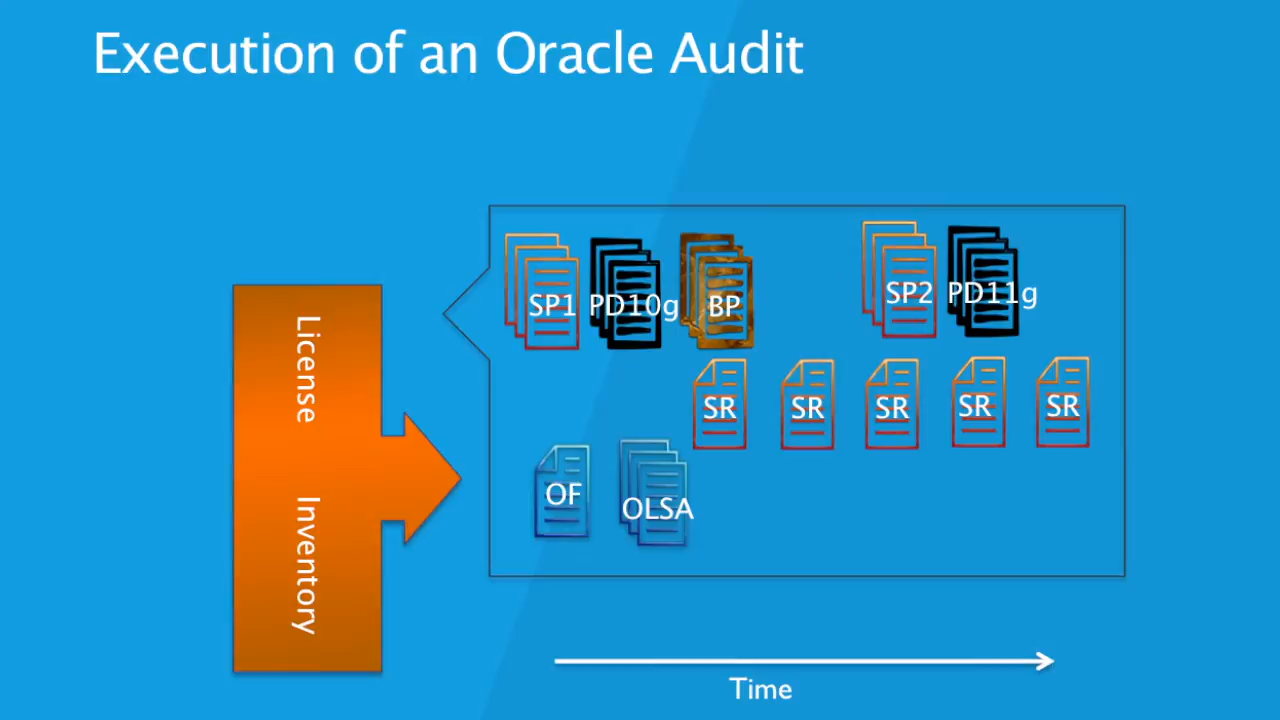 Execution of an Oracle Audit
License Inventory
SP1
PD10g
BP
SP2
PD11g
SR
SR
SR
SR
SR
OF
OLSA
Time